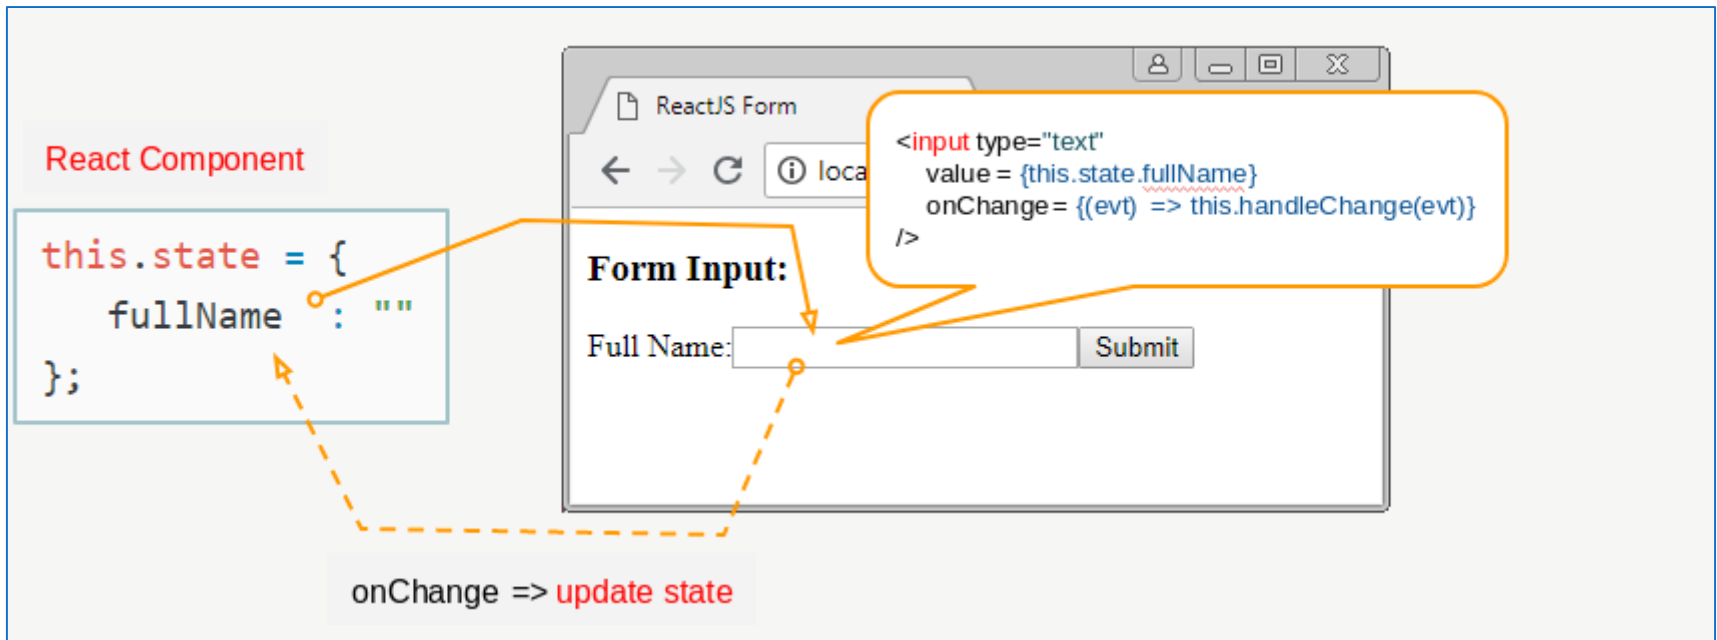 ReactJS Form
React Component
loca
<input type="text"
value = {this.state.fullName}
onChange = {(evt) => this.handleChange(evt)}
/>
this.state = {
fullName : ""
};
Form Input:
Full Name:
Submit
onChange => update state